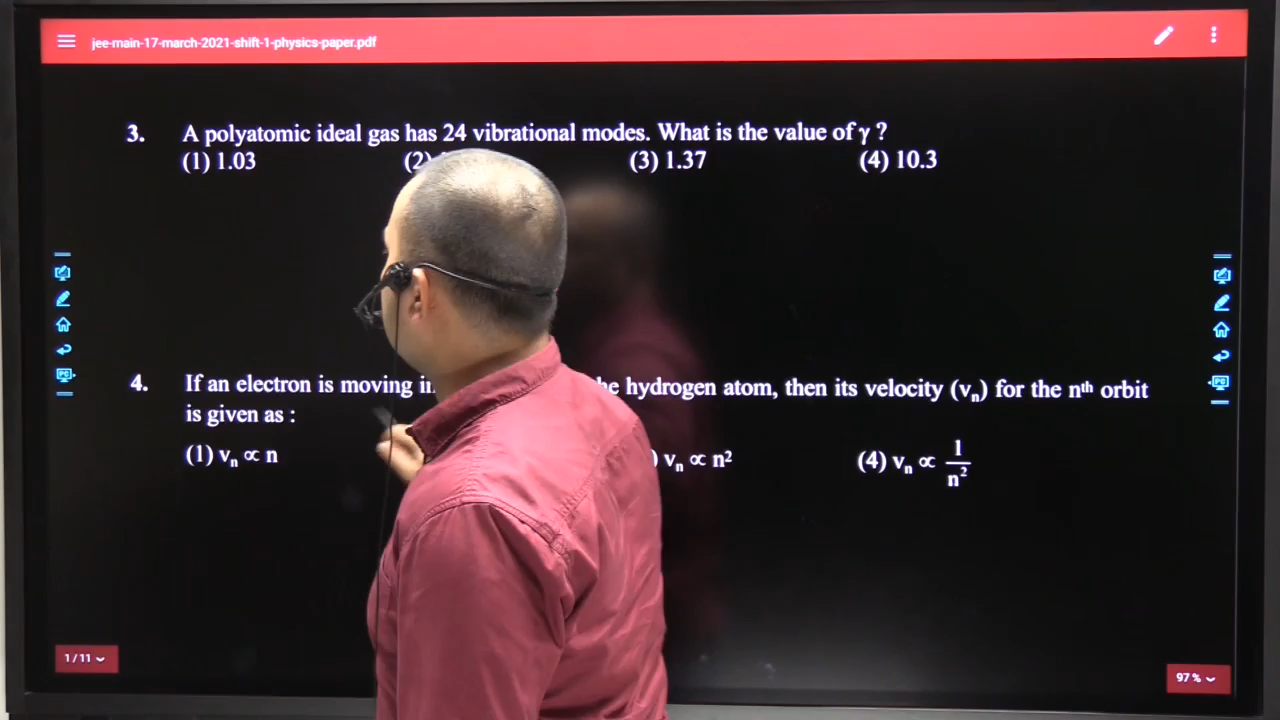 jee-main-17-march-2021-shift-1-physics-paper.pdf
3. A polyatomic ideal gas has 24 vibrational modes. What is the value of γ ?
(1) 1.03 (2) (3) 1.37 (4) 10.3
4. If an electron is moving in hydrogen atom, then its velocity (vₙ) for the nᵗʰ orbit
is given as :
(1) vₙ ∝ n ) vₙ ∝ n² (4) vₙ ∝ 1/n²
1 / 11
97 %
PC
PC